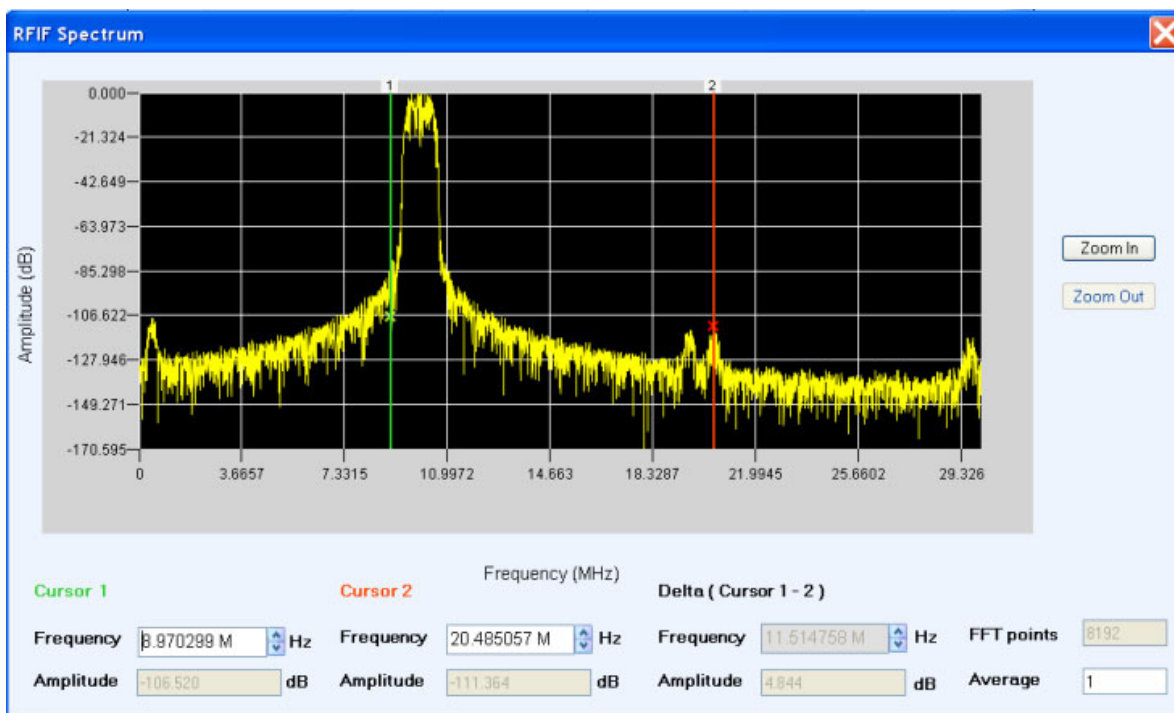 RFIF Spectrum
1
2
0.000
-21.324
-42.649
-63.973
-85.298
-106.622
-127.946
-149.271
-170.595
Amplitude (dB)
0
3.6657
7.3315
10.9972
14.663
18.3287
21.9945
25.6602
29.326
Frequency (MHz)
Zoom In
Zoom Out
Cursor 1
Frequency 8.970299 M Hz
Amplitude -106.520 dB
Cursor 2
Frequency 20.485057 M Hz
Amplitude -111.364 dB
Delta ( Cursor 1 - 2 )
Frequency 11.514758 M Hz
Amplitude 4.844 dB
FFT points 8192
Average 1